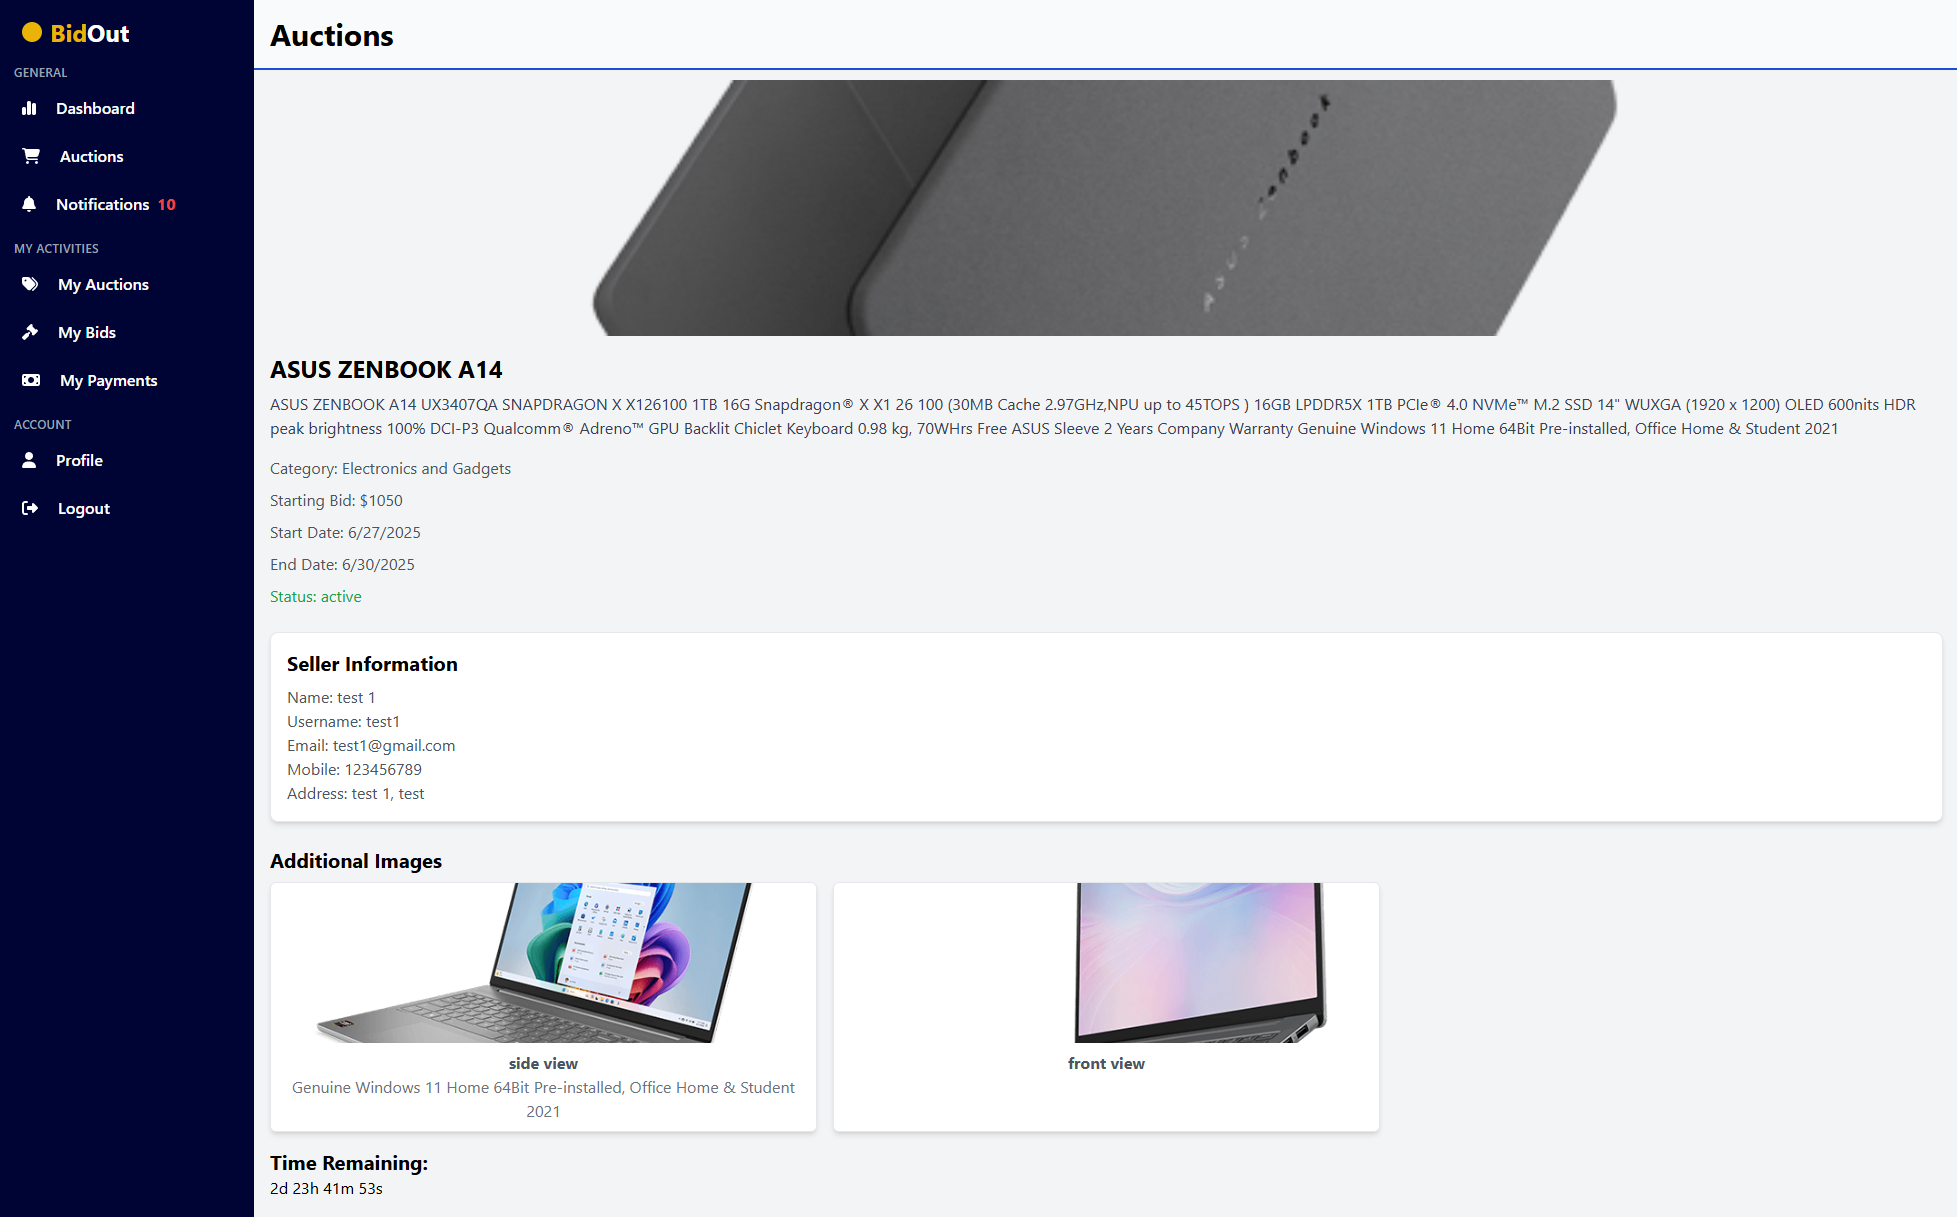 BidOut
GENERAL
Dashboard
Auctions
Notifications 10
MY ACTIVITIES
My Auctions
My Bids
My Payments
ACCOUNT
Profile
Logout
Auctions
ASUS Zenbook
ASUS ZENBOOK A14
ASUS ZENBOOK A14 UX3407QA SNAPDRAGON X X126100 1TB 16G Snapdragon® X X1 26 100 (30MB Cache 2.97GHz,NPU up to 45TOPS ) 16GB LPDDR5X 1TB PCIe® 4.0 NVMe™ M.2 SSD 14" WUXGA (1920 x 1200) OLED 600nits HDR
peak brightness 100% DCI-P3 Qualcomm® Adreno™ GPU Backlit Chiclet Keyboard 0.98 kg, 70WHrs Free ASUS Sleeve 2 Years Company Warranty Genuine Windows 11 Home 64Bit Pre-installed, Office Home & Student 2021
Category: Electronics and Gadgets
Starting Bid: $1050
Start Date: 6/27/2025
End Date: 6/30/2025
Status: active
Seller Information
Name: test 1
Username: test1
Email: test1@gmail.com
Mobile: 123456789
Address: test 1, test
Additional Images
side view
Genuine Windows 11 Home 64Bit Pre-installed, Office Home & Student
2021
front view
Time Remaining:
2d 23h 41m 53s